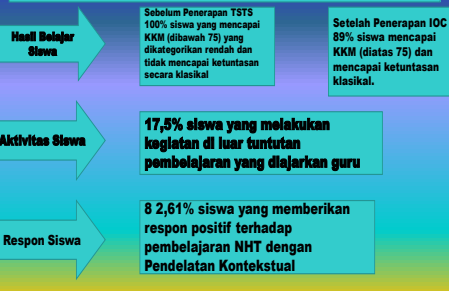 Hasil Belajar
Siswa
Sebelum Penerapan TSTS
100% siswa yang mencapai
KKM (dibawah 75) yang
dikategorikan rendah dan
tidak mencapai ketuntasan
secara klasikal
Setelah Penerapan IOC
89% siswa mencapai
KKM (diatas 75) dan
mencapai ketuntasan
klasikal.
Aktivitas Siswa
17,5% siswa yang melakukan
kegiatan di luar tuntutan
pembelajaran yang diajarkan guru
Respon Siswa
8 2,61% siswa yang memberikan
respon positif terhadap
pembelajaran NHT dengan
Pendelatan Kontekstual